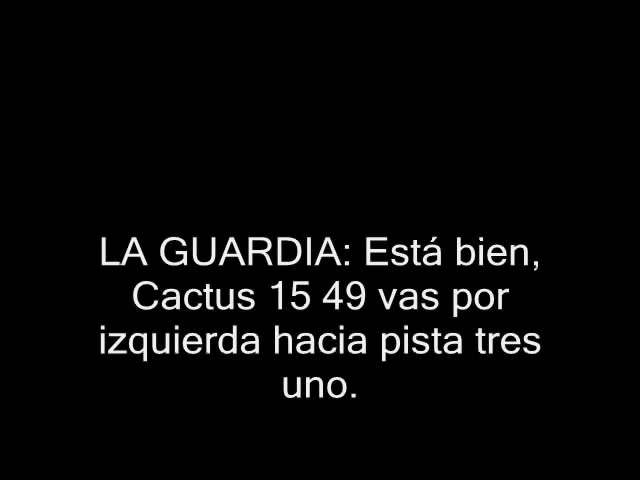 LA GUARDIA: Está bien,
Cactus 15 49 vas por
izquierda hacia pista tres
uno.